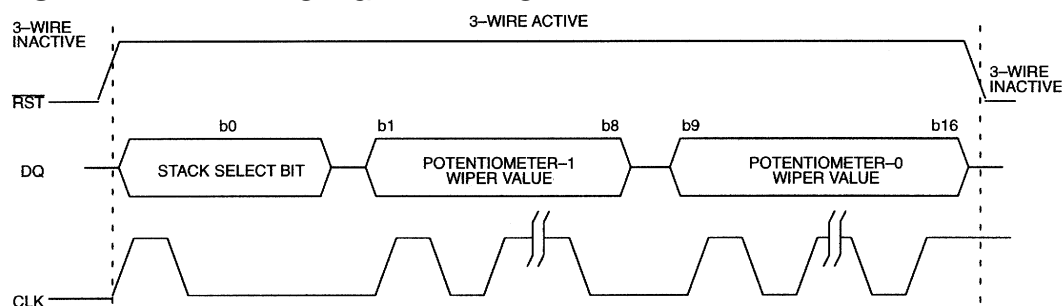 3–WIRE
INACTIVE
3–WIRE ACTIVE
3–WIRE
INACTIVE
RST
b0
b1
b8
b9
b16
DQ
STACK SELECT BIT
POTENTIOMETER–1
WIPER VALUE
POTENTIOMETER–0
WIPER VALUE
CLK